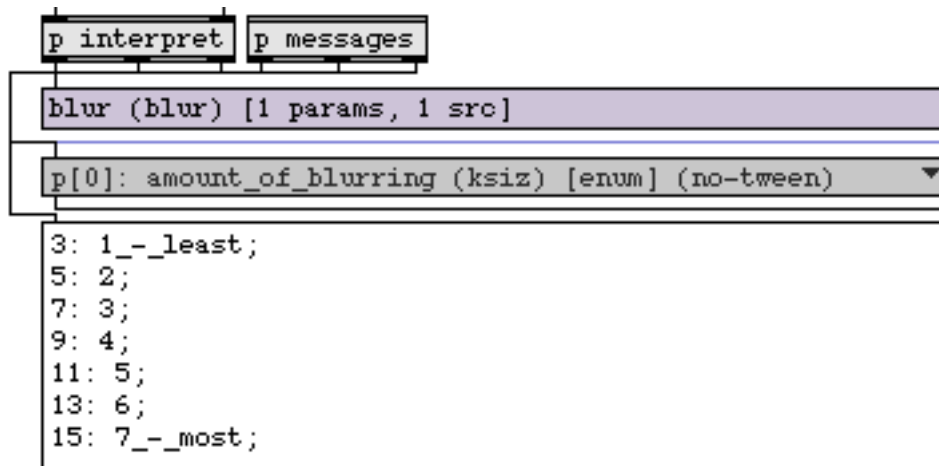 p interpret
p messages
blur (blur) [1 params, 1 src]
p[0]: amount_of_blurring (ksiz) [enum] (no-tween)
3: 1_-_least;
5: 2;
7: 3;
9: 4;
11: 5;
13: 6;
15: 7_-_most;